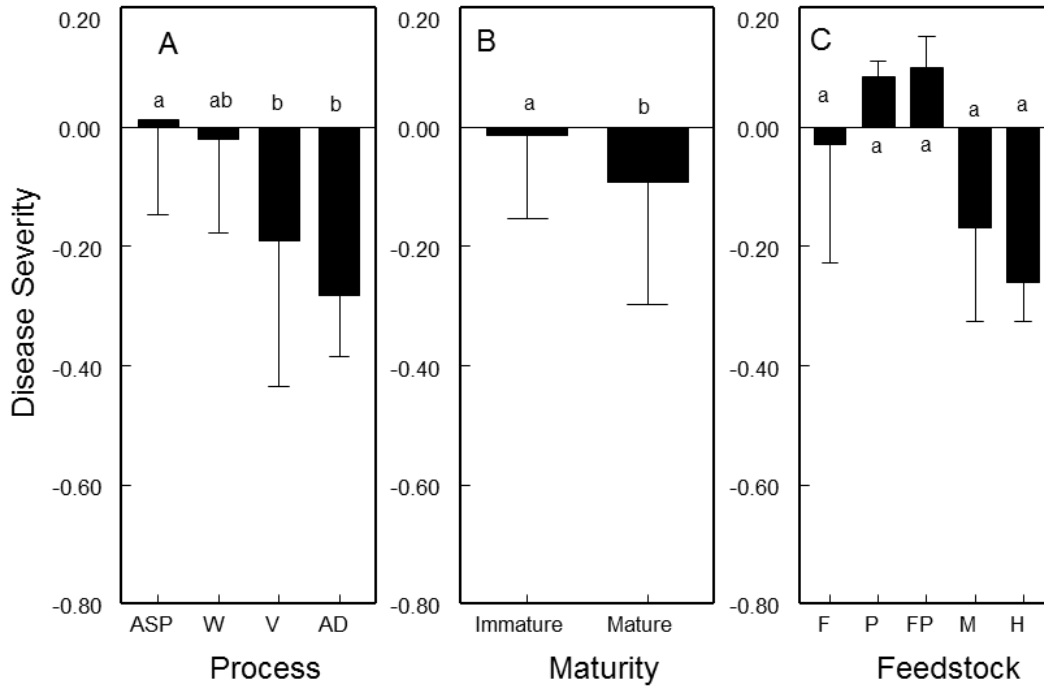 Disease Severity
A
0.20
0.00
-0.20
-0.40
-0.60
-0.80
a
ab
b
b
ASP
W
V
AD
Process
B
0.20
0.00
-0.20
-0.40
-0.60
-0.80
a
b
Immature
Mature
Maturity
C
0.20
0.00
-0.20
-0.40
-0.60
-0.80
a
a
a
a
a
F
P
FP
M
H
Feedstock